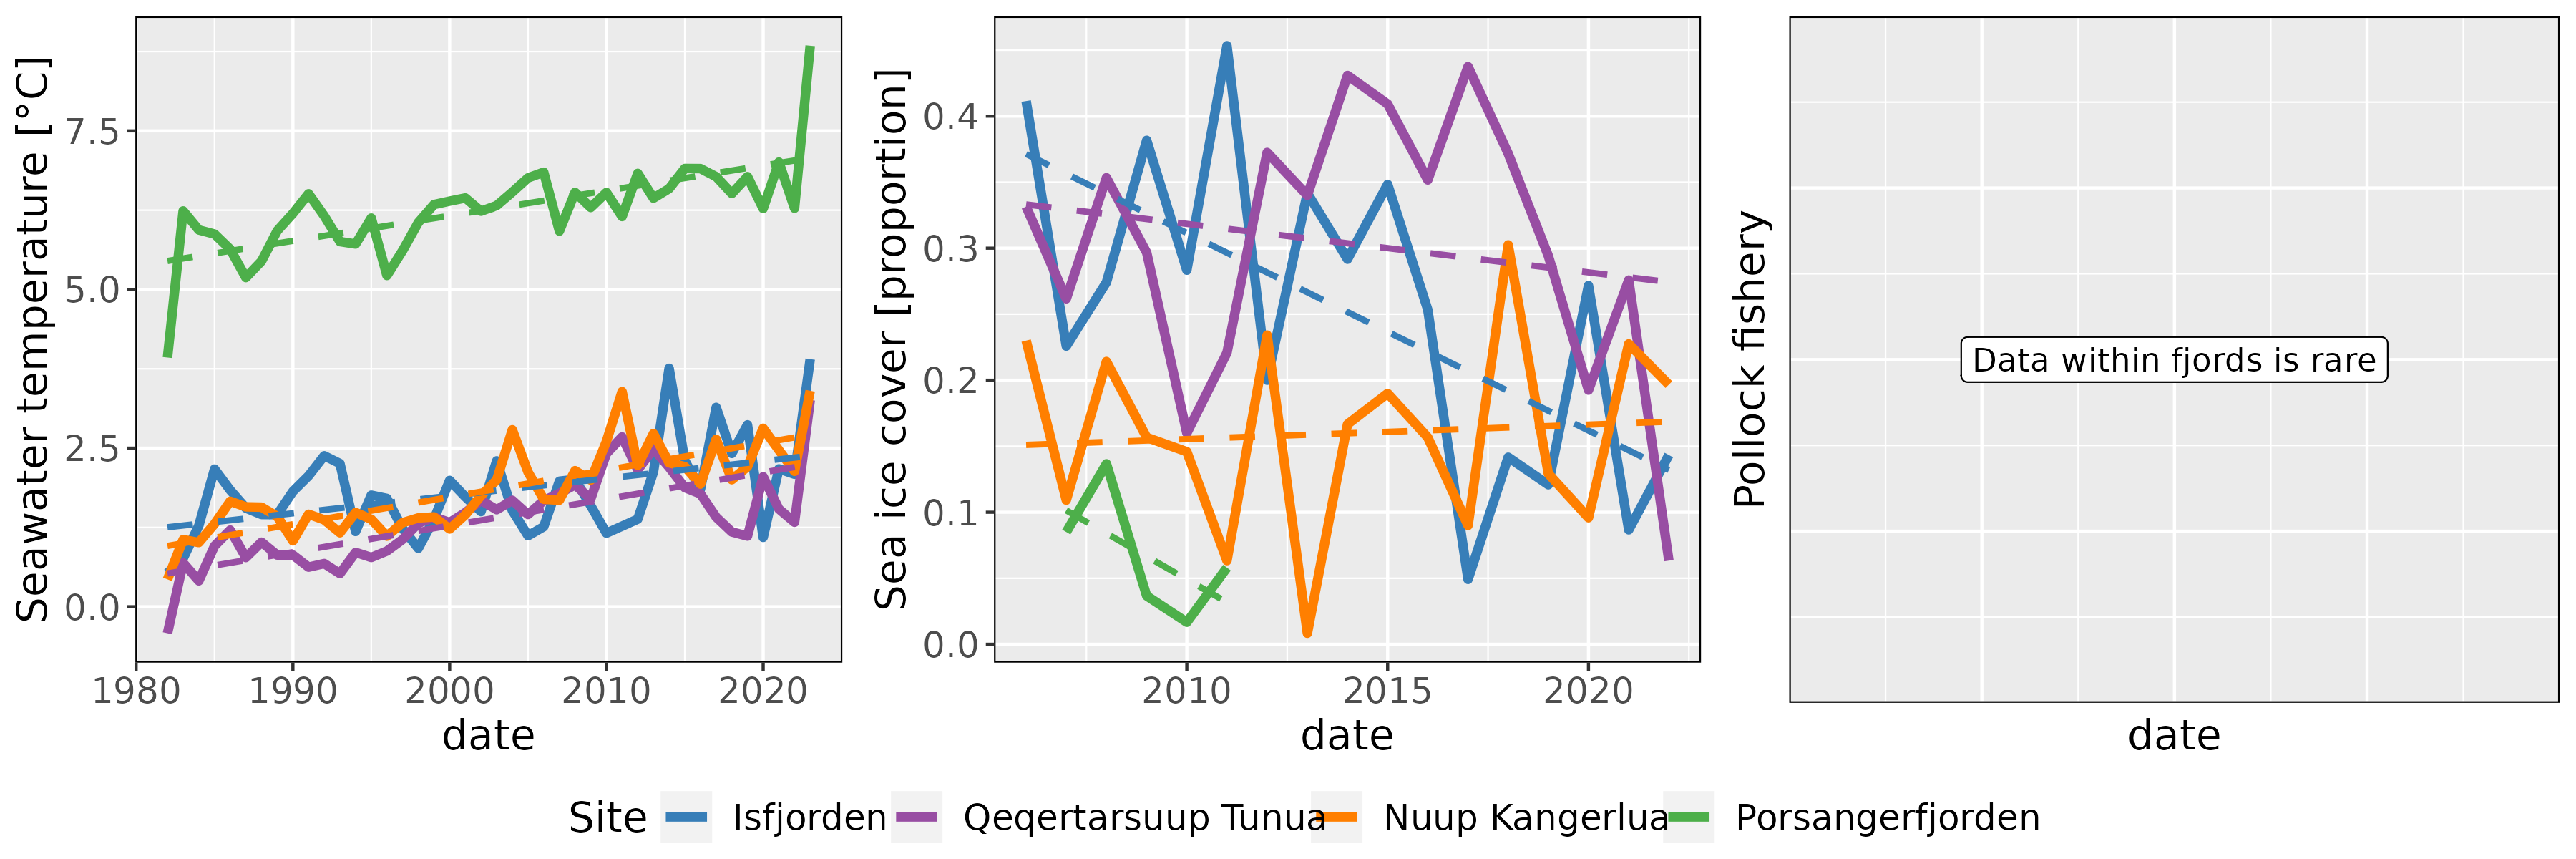 Seawater temperature [°C]
7.5
5.0
2.5
0.0
1980 1990 2000 2010 2020
date
Sea ice cover [proportion]
0.4
0.3
0.2
0.1
0.0
2010 2015 2020
date
Pollock fishery
Data within fjords is rare
date
Site Isfjorden Qeqertarsuup Tunua Nuup Kangerlua Porsangerfjorden